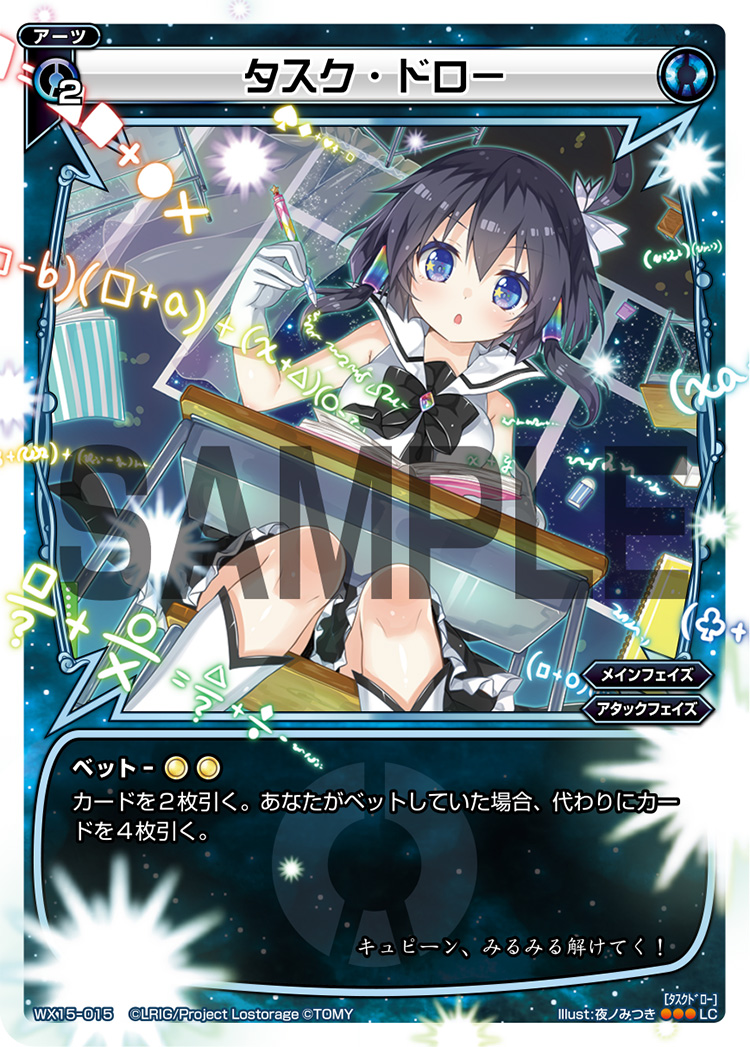 アーツ
2
タスク・ドロー
-b)(□+a)+(x+△)(○
(xa
SAMPLE
x/○
(□+○)
(♣+
メインフェイズ
アタックフェイズ
ベット-
カードを2枚引く。あなたがベットしていた場合、代わりにカー
ドを4枚引く。
キュピーン、みるみる解けてく!
[タスクドロー]
WX15-015 ©LRIG/Project Lostorage ©TOMY Illust:夜ノみつき LC